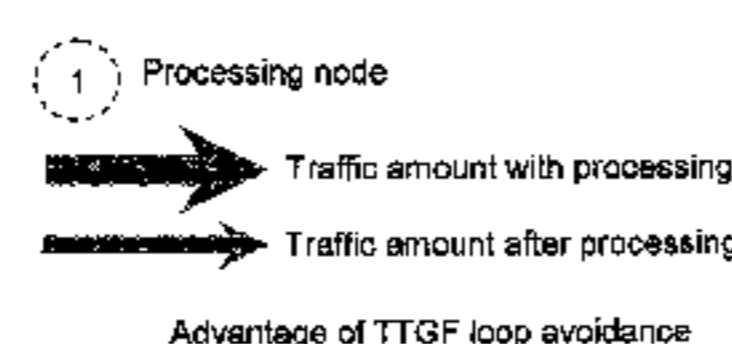 1 Processing node
Traffic amount with processing
Traffic amount after processing
Advantage of TTGF loop avoidance